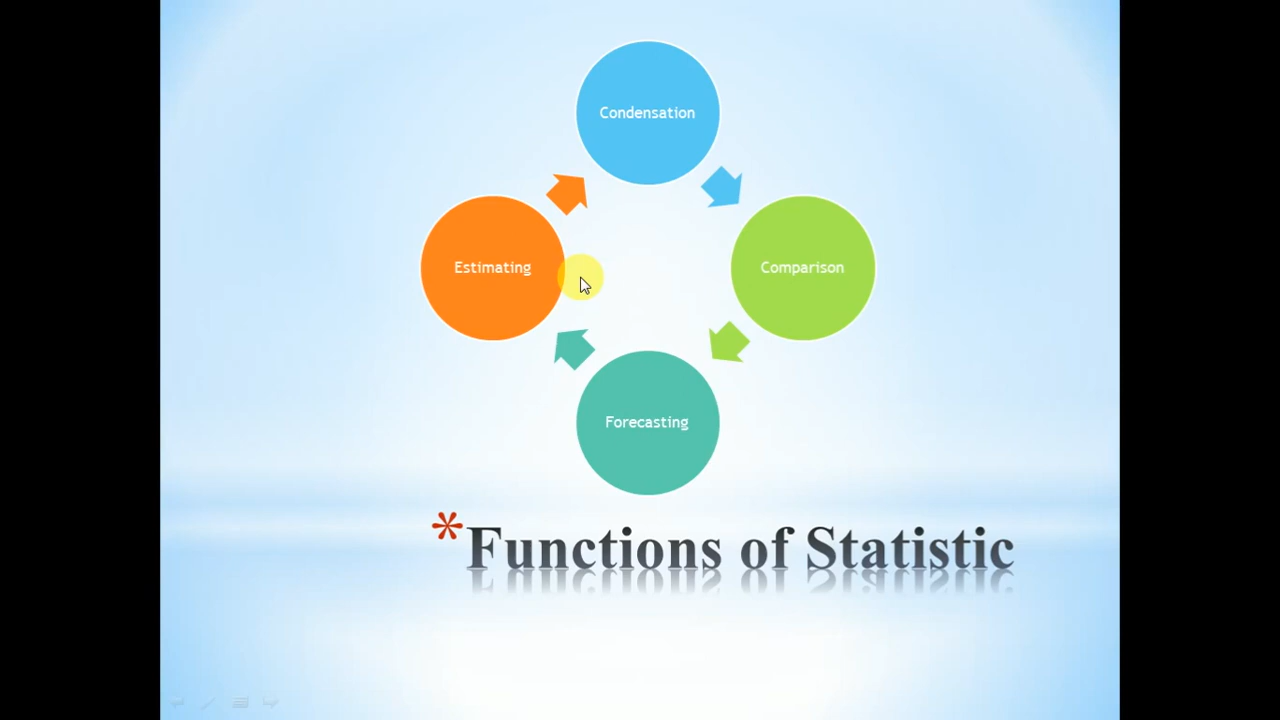 Condensation
Estimating
Comparison
Forecasting
*Functions of Statistic